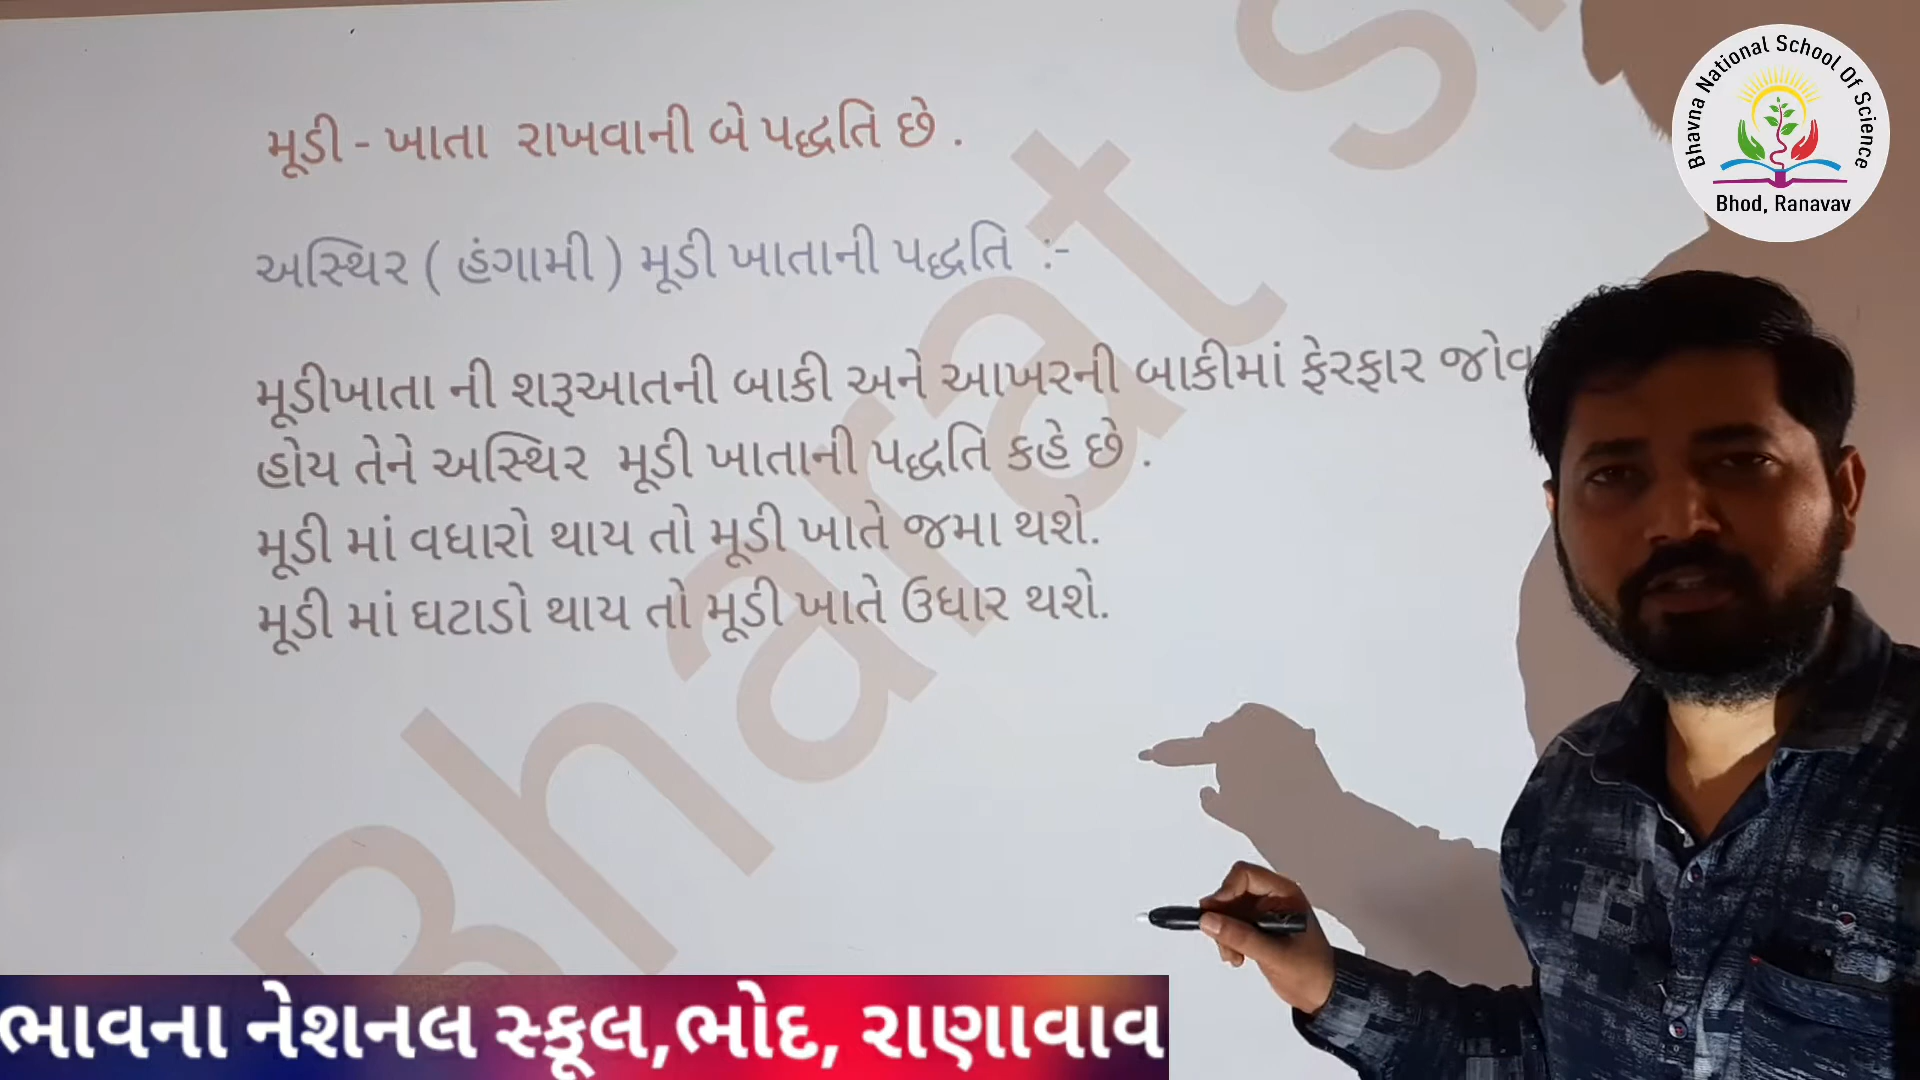 મૂડી - ખાતા રાખવાની બે પદ્ધતિ છે .
અસ્થિર ( હંગામી ) મૂડી ખાતાની પદ્ધતિ :-
મૂડીખાતા ની શરૂઆતની બાકી અને આખરની બાકીમાં ફેરફાર
હોય તેને અસ્થિર મૂડી ખાતાની પદ્ધતિ કહે છે .
મૂડી માં વધારો થાય તો મૂડી ખાતે જમા થશે.
મૂડી માં ઘટાડો થાય તો મૂડી ખાતે ઉધાર થશે.
Bharat
Bhavna National School Of Science
Bhod, Ranavav
ભાવના નેશનલ સ્કૂલ,ભોદ, રાણાવાવ